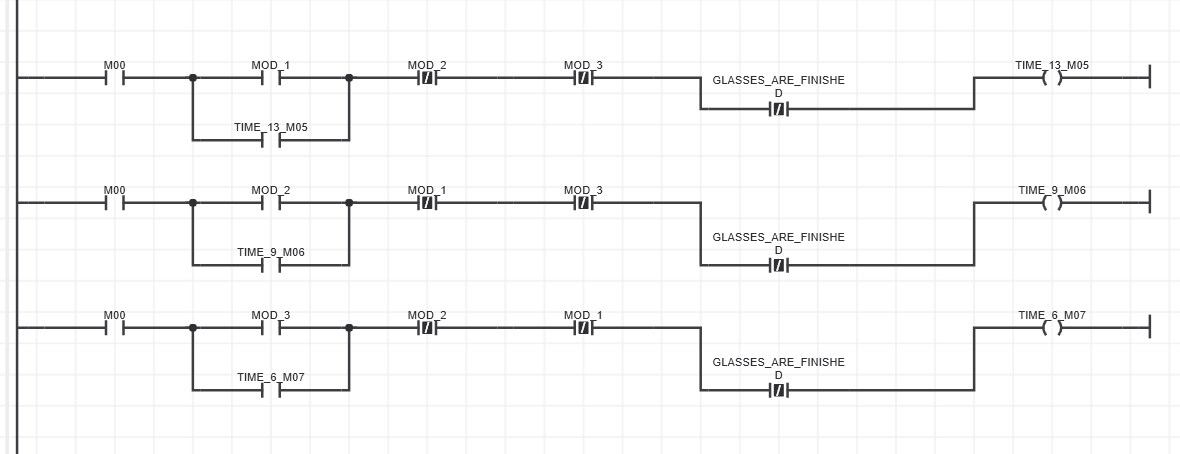 M00 MOD_1 MOD_2 MOD_3 TIME_13_M05
GLASSES_ARE_FINISHE
D
TIME_13_M05
M00 MOD_2 MOD_1 MOD_3 TIME_9_M06
GLASSES_ARE_FINISHE
D
TIME_9_M06
M00 MOD_3 MOD_2 MOD_1 TIME_6_M07
GLASSES_ARE_FINISHE
D
TIME_6_M07